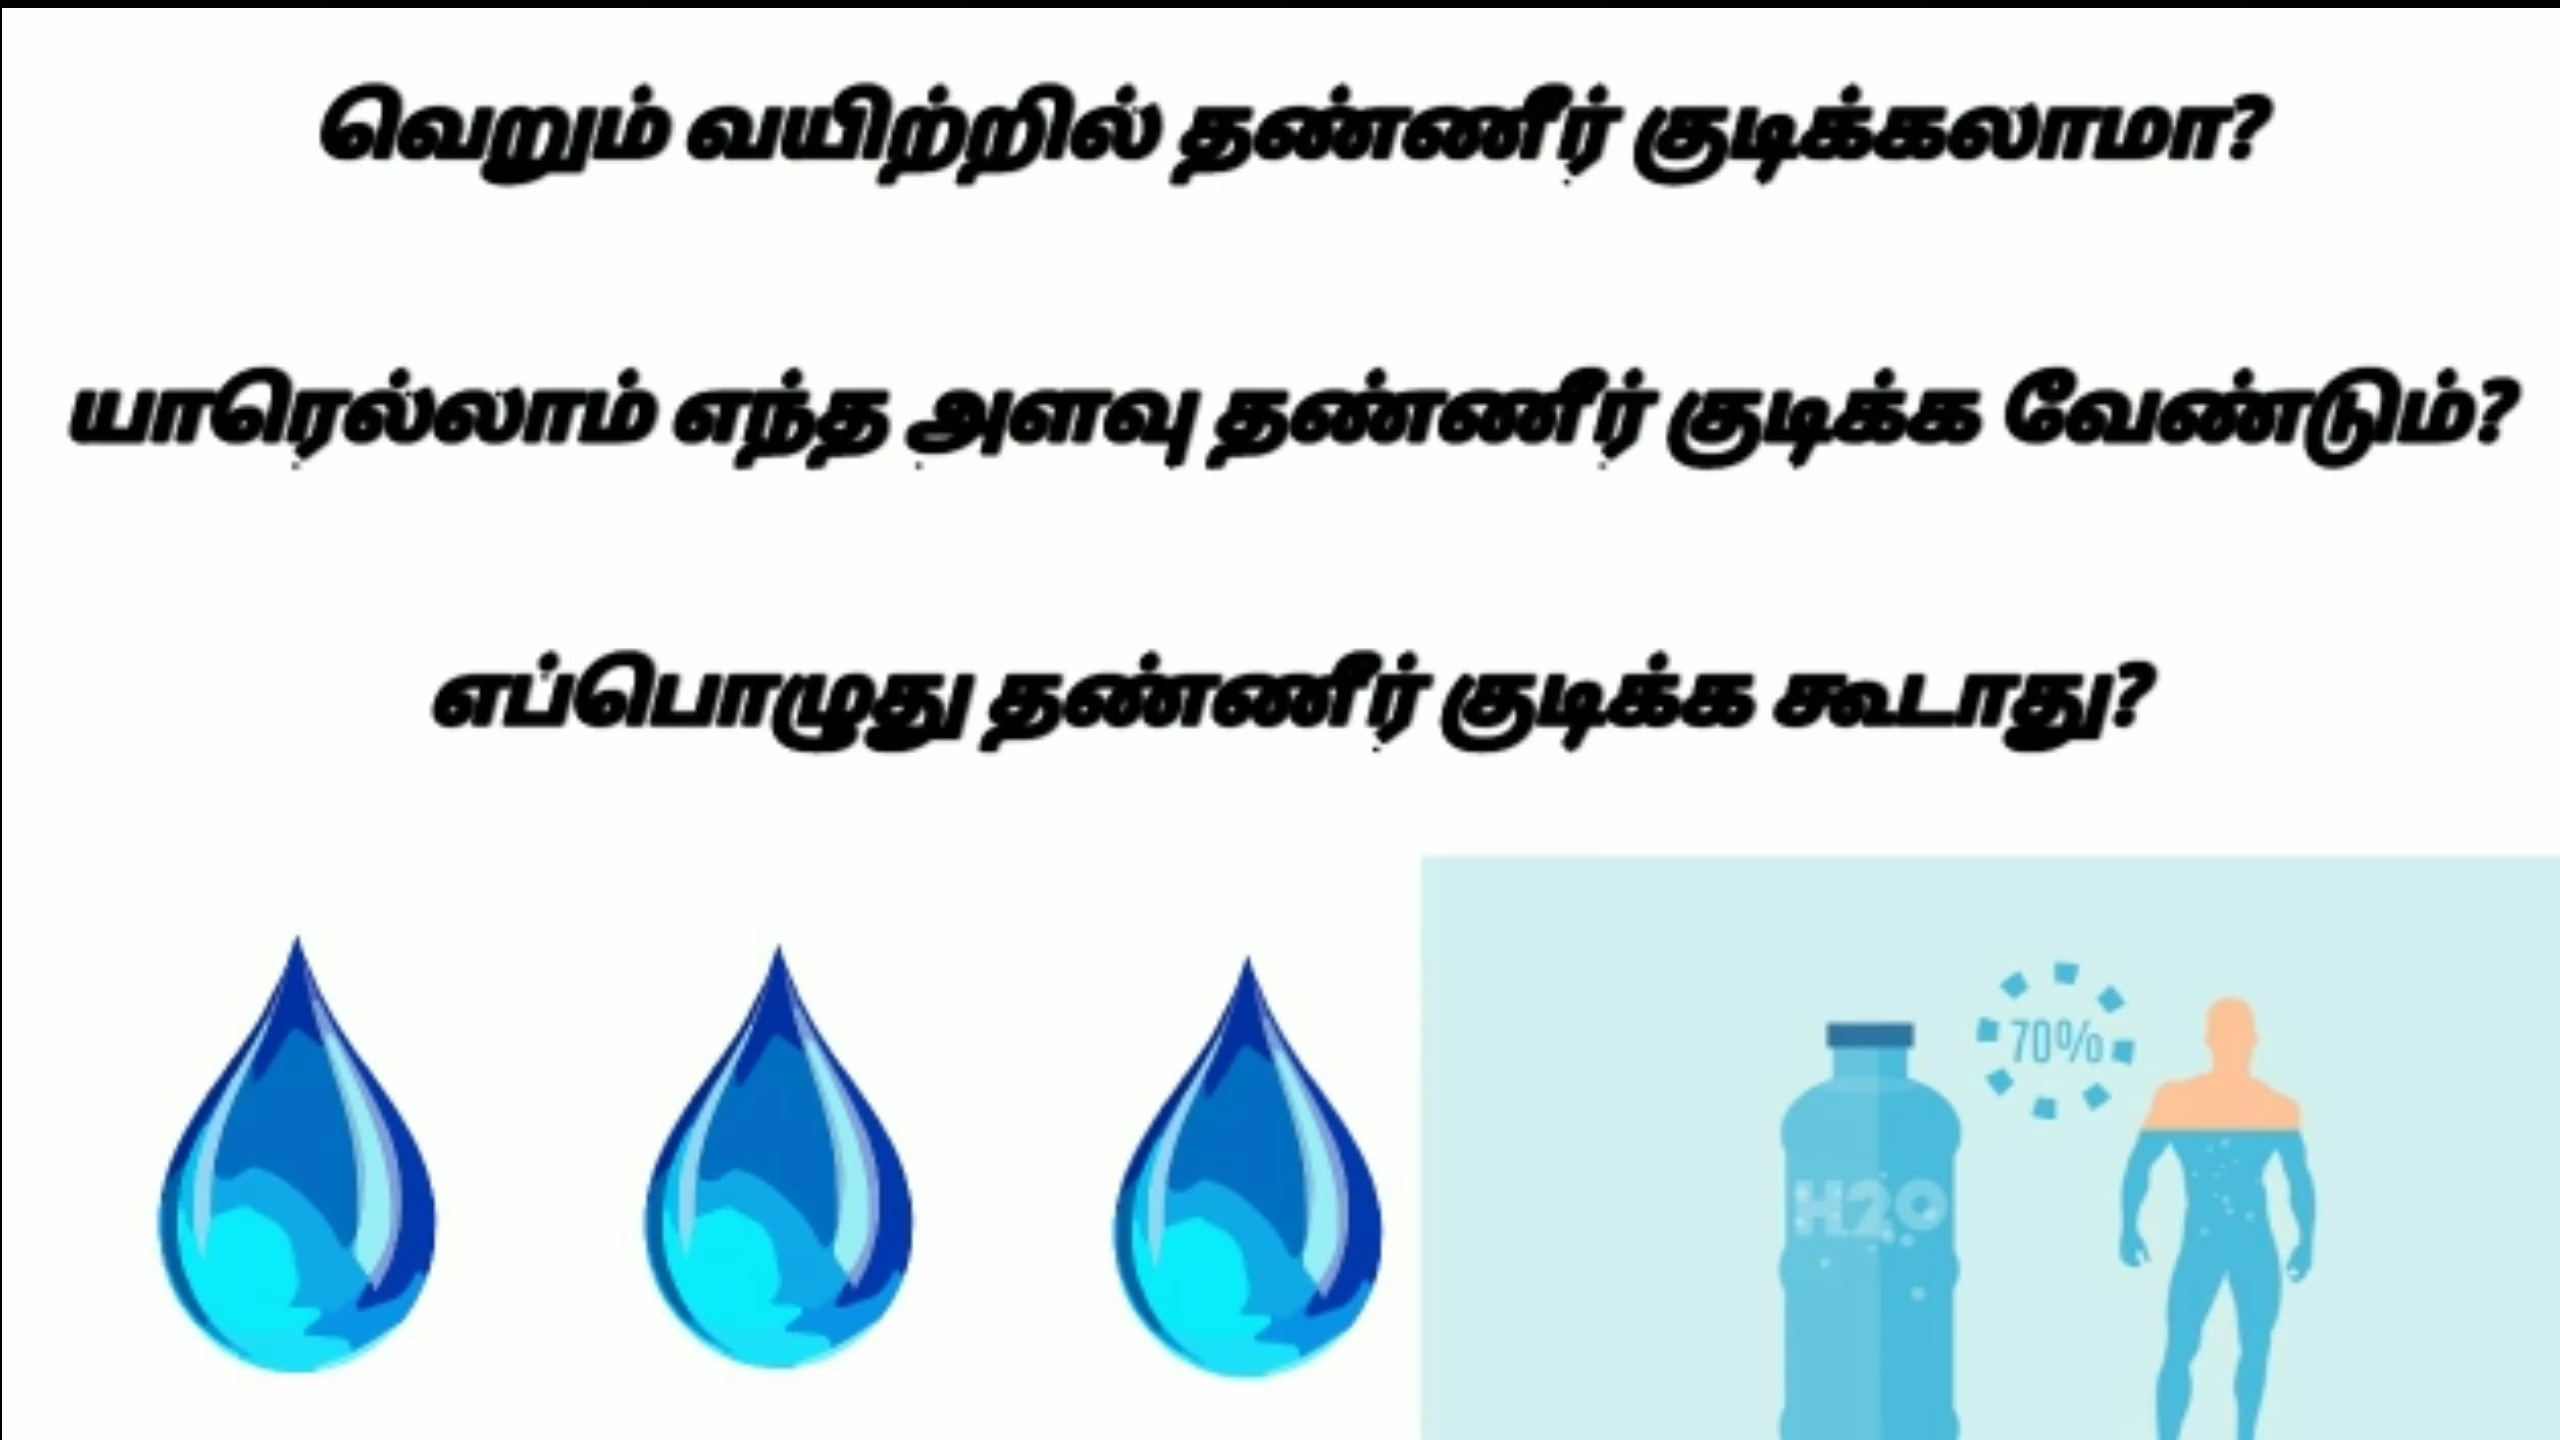 வெறும் வயிற்றில் தண்ணீர் குடிக்கலாமா?
யாரெல்லாம் எந்த அளவு தண்ணீர் குடிக்க வேண்டும்?
எப்பொழுது தண்ணீர் குடிக்க கூடாது?
70%
H2O